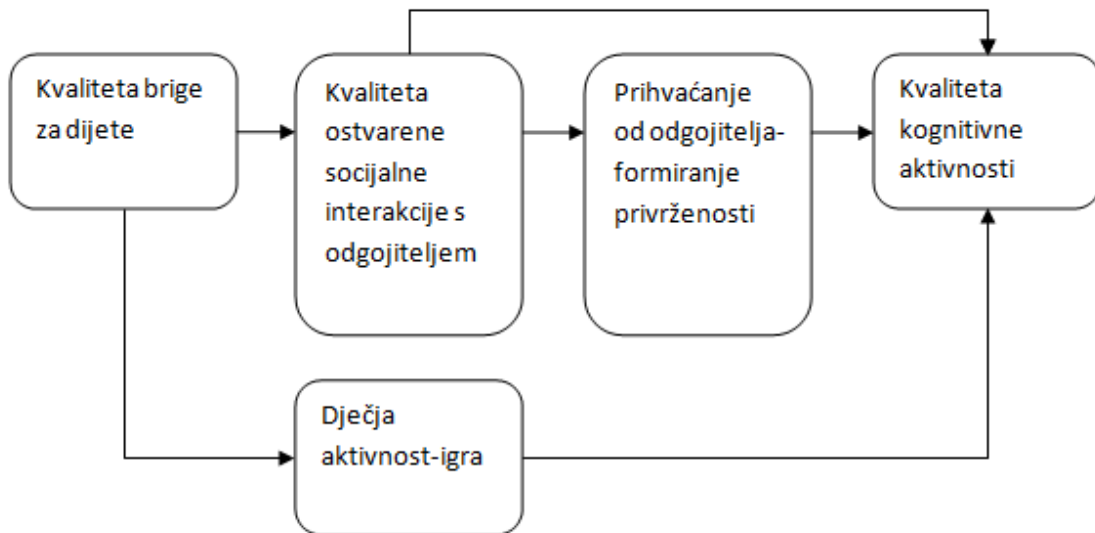 Kvaliteta brige
za dijete
Kvaliteta
ostvarene
socijalne
interakcije s
odgojiteljem
Prihvaćanje
od odgojitelja-
formiranje
privrženosti
Kvaliteta
kognitivne
aktivnosti
Dječja
aktivnost-igra